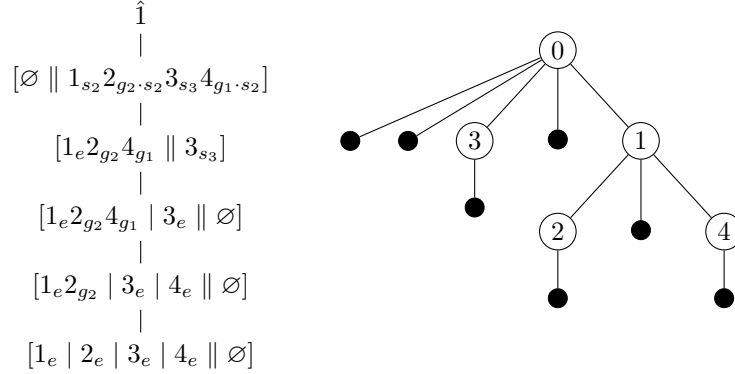 1̂
[∅ ∥ 1_{s_2}2_{g_2·s_2}3_{s_3}4_{g_1·s_2}]
[1_e2_{g_2}4_{g_1} ∥ 3_{s_3}]
[1_e2_{g_2}4_{g_1} | 3_e ∥ ∅]
[1_e2_{g_2} | 3_e | 4_e ∥ ∅]
[1_e | 2_e | 3_e | 4_e ∥ ∅]
0
3 1
2 4